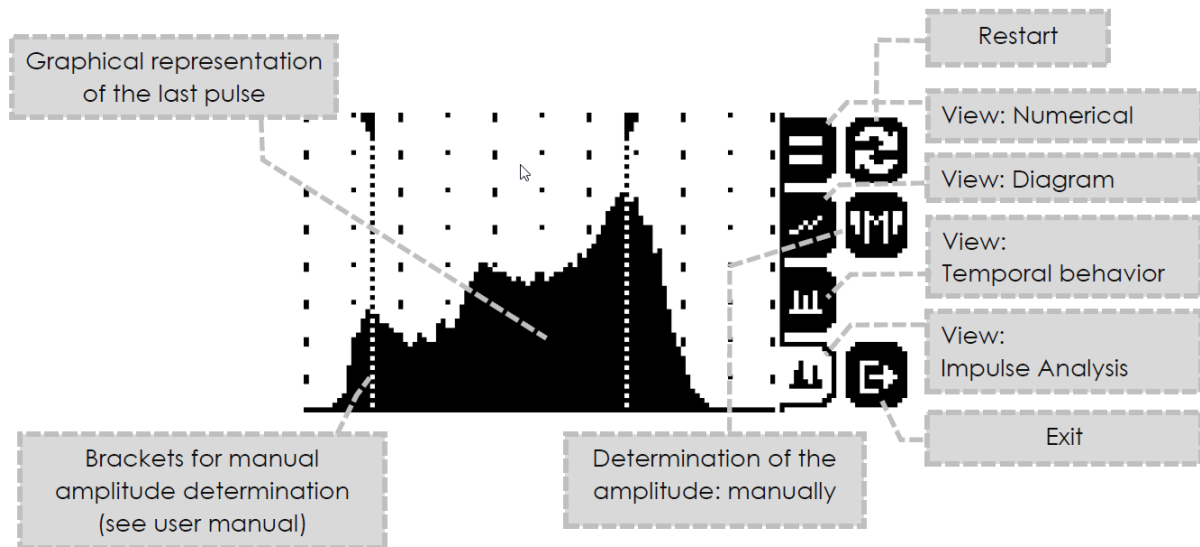 Graphical representation
of the last pulse
Restart
View: Numerical
View: Diagram
View:
Temporal behavior
View:
Impulse Analysis
Exit
Brackets for manual
amplitude determination
(see user manual)
Determination of the
amplitude: manually